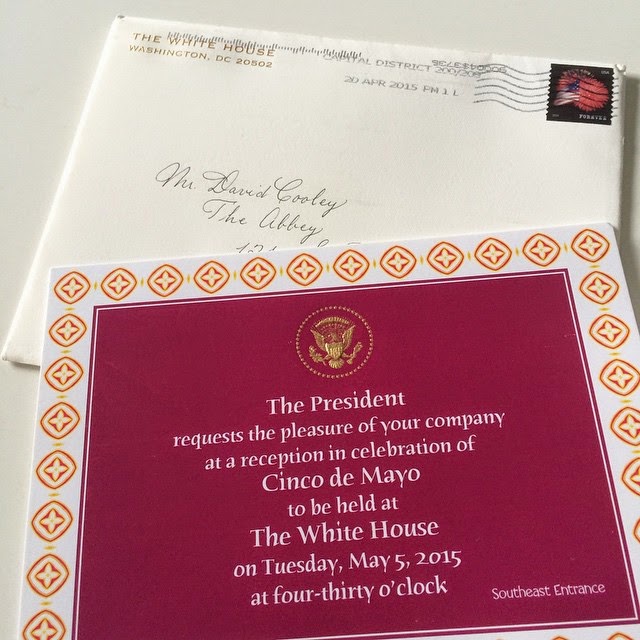 THE WHITE HOUSE
WASHINGTON, DC 20502
CAPITAL DISTRICT 200/208
20 APR 2015 PM 1 L
FOREVER
Mr. David Cooley
The Abbey
The President
requests the pleasure of your company
at a reception in celebration of
Cinco de Mayo
to be held at
The White House
on Tuesday, May 5, 2015
at four-thirty o'clock
Southeast Entrance